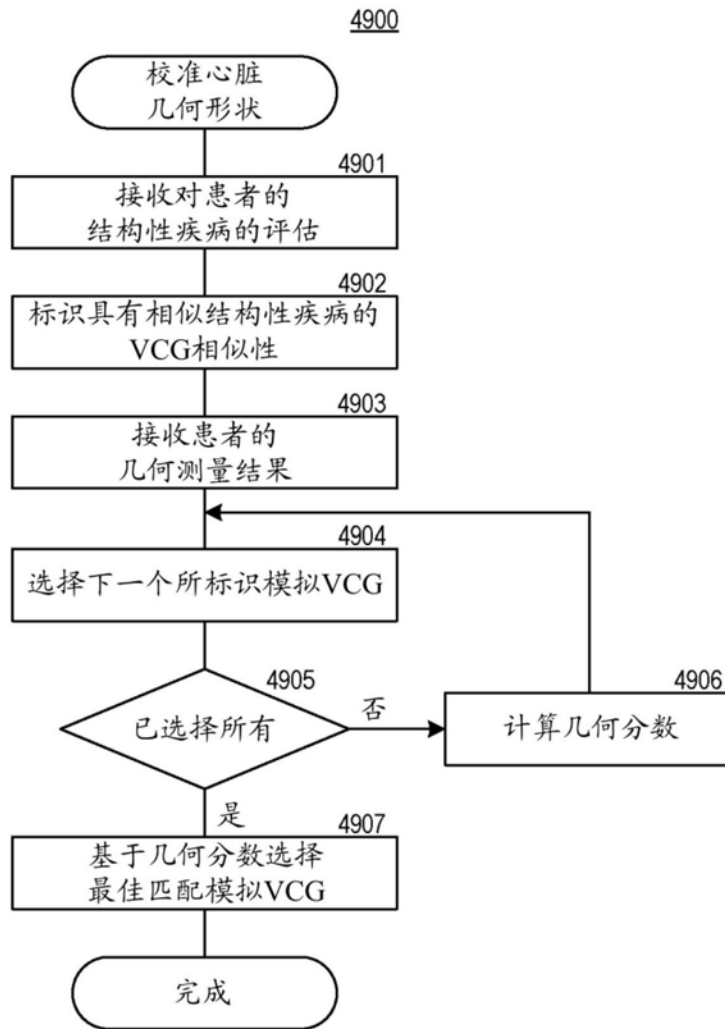 4900
校准心脏
几何形状
4901
接收对患者的
结构性疾病的评估
4902
标识具有相似结构性疾病的
VCG相似性
4903
接收患者的
几何测量结果
4904
选择下一个所标识模拟VCG
4905
已选择所有
否
4906
计算几何分数
是
4907
基于几何分数选择
最佳匹配模拟VCG
完成